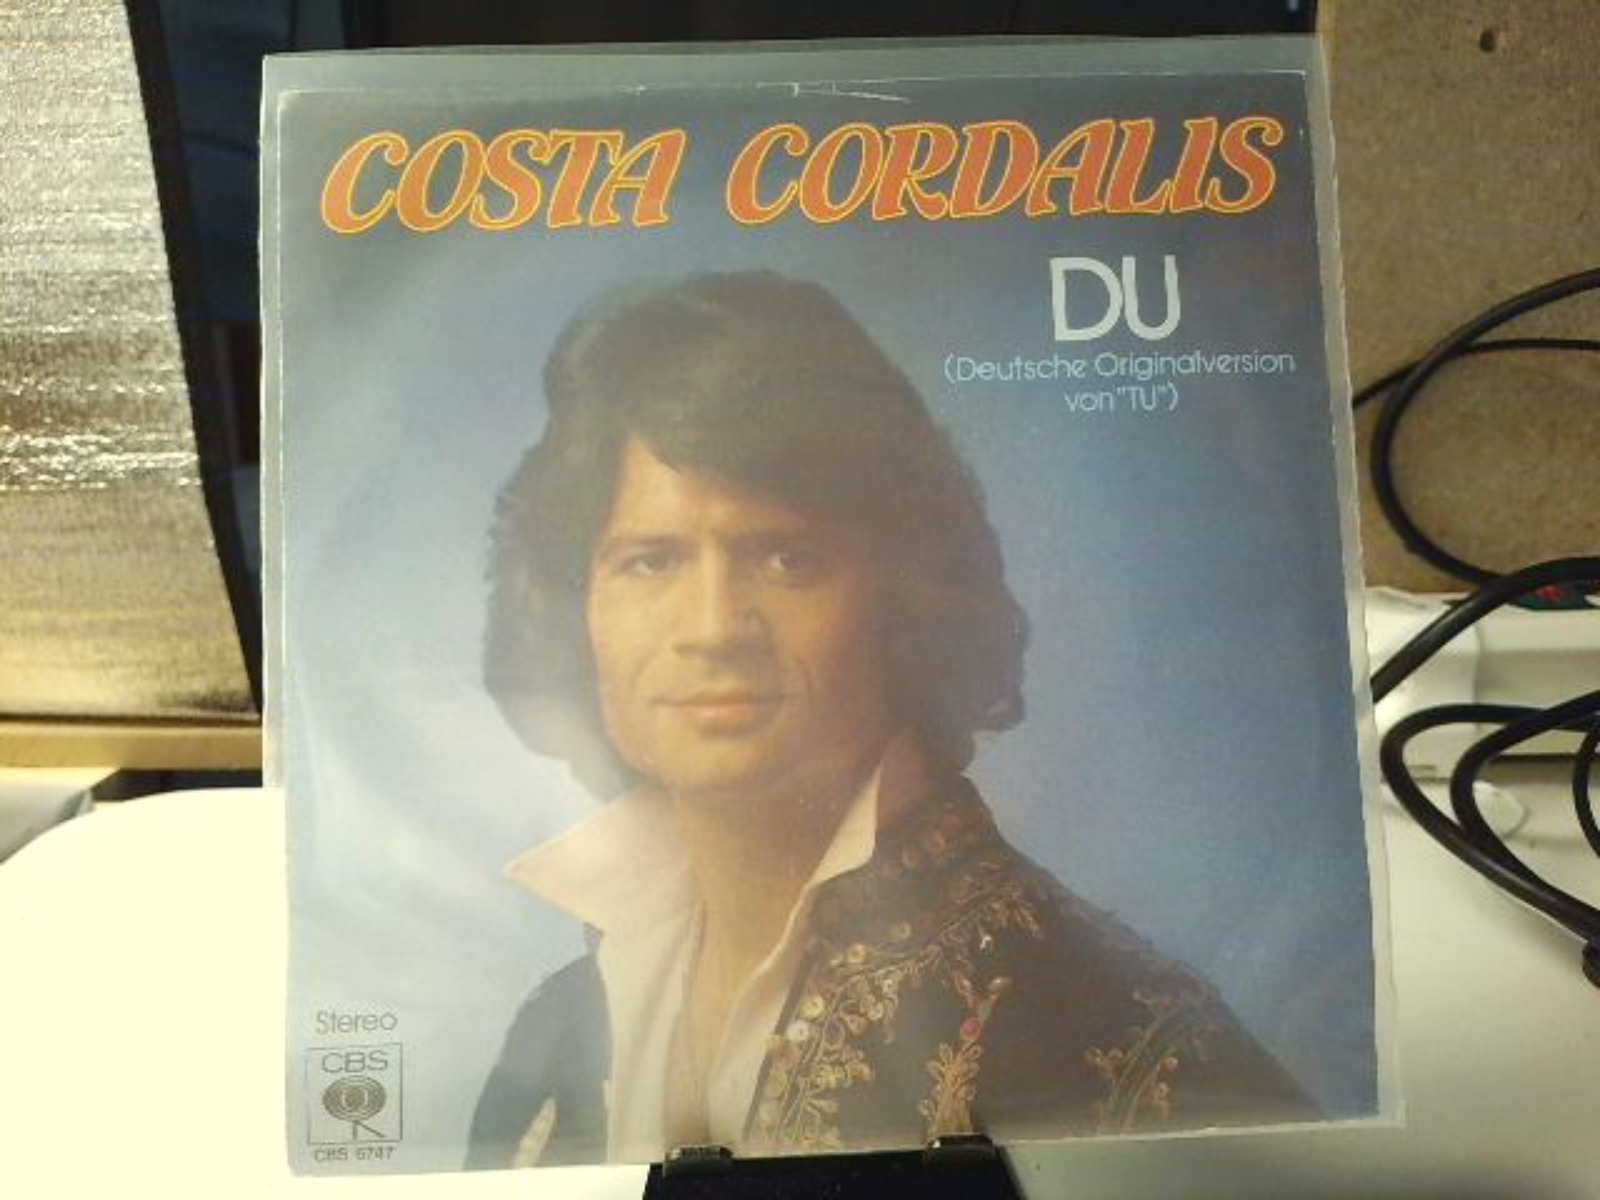 COSTA CORDALIS
DU
(Deutsche Originalversion
von "TU")
Stereo
CBS
CBS 6747